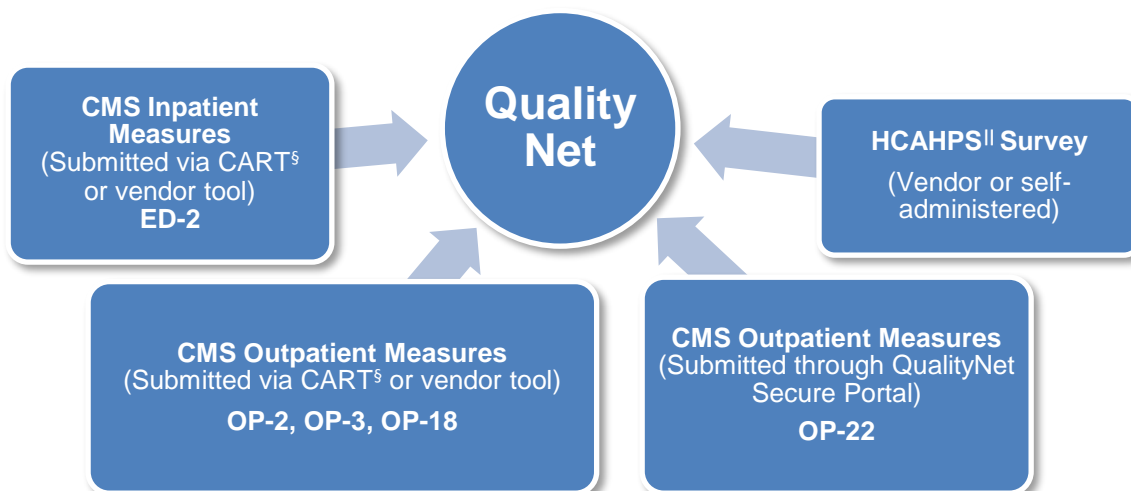 Quality
Net
CMS Inpatient
Measures
(Submitted via CART§
or vendor tool)
ED-2
HCAHPS|| Survey
(Vendor or self-
administered)
CMS Outpatient Measures
(Submitted via CART§ or vendor tool)
OP-2, OP-3, OP-18
CMS Outpatient Measures
(Submitted through QualityNet
Secure Portal)
OP-22